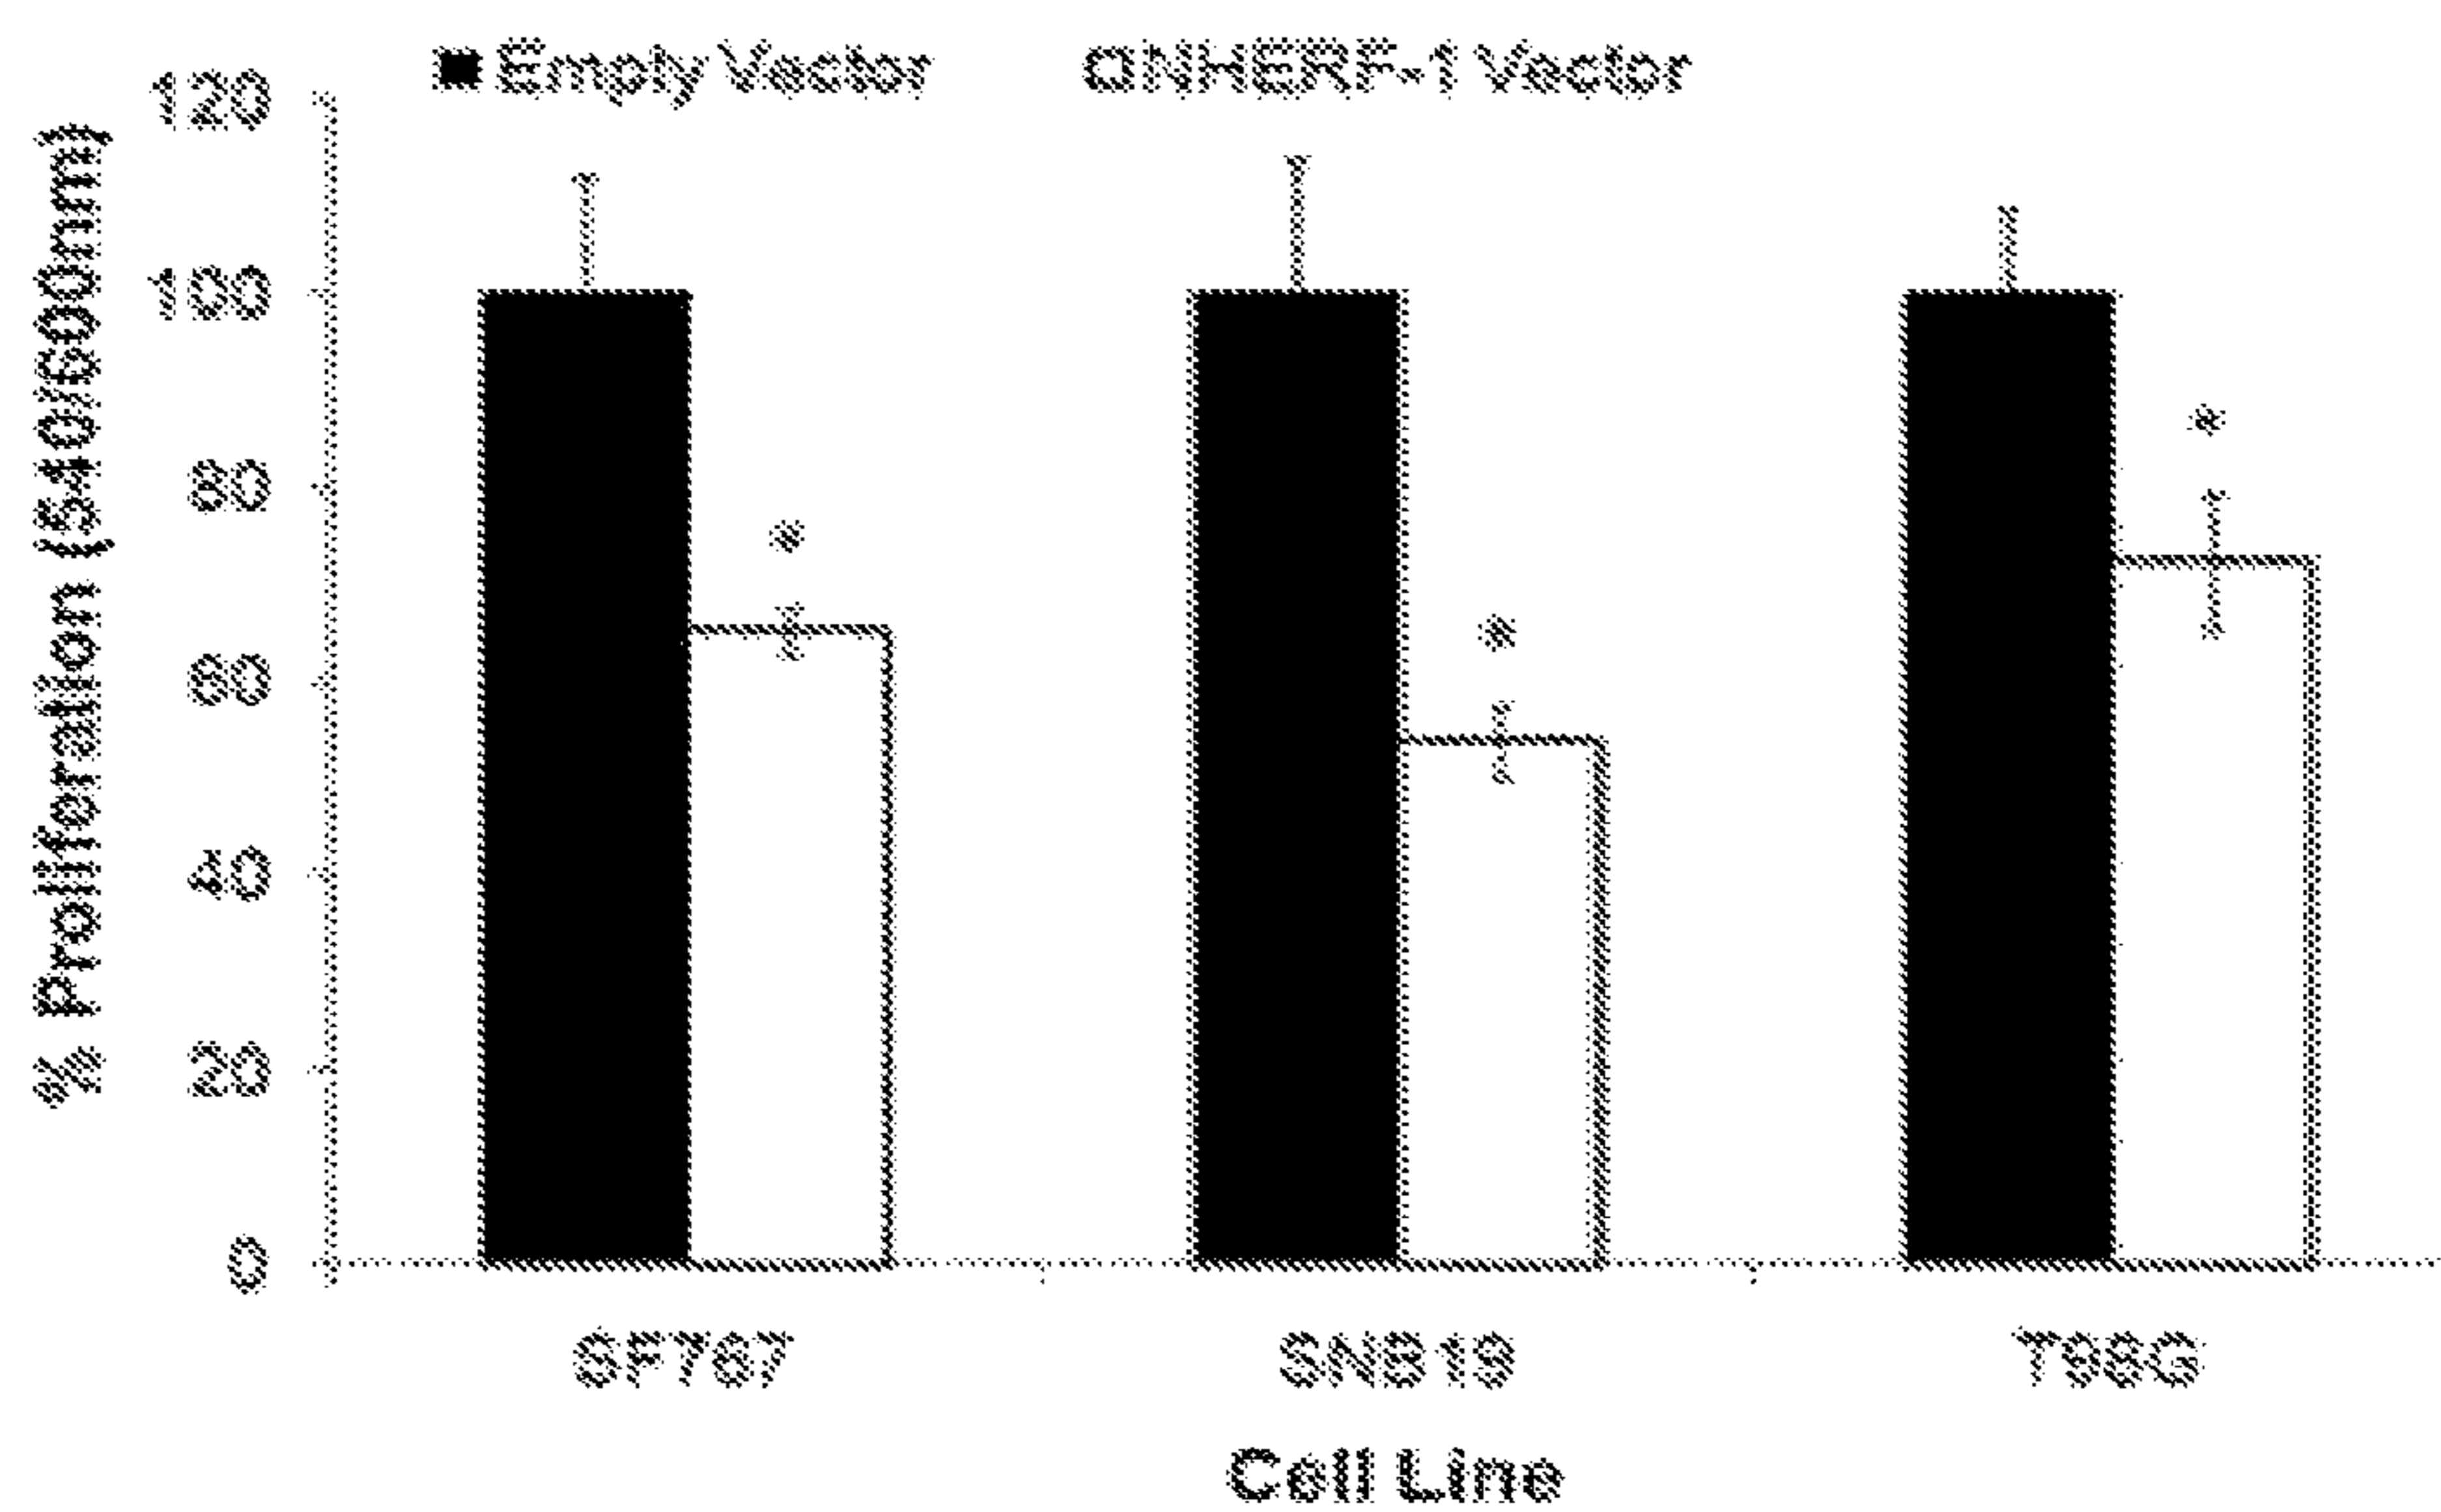 ■ Empty Vector □ NHERF-1 Vector
% Proliferation (540/600nm)
120
100
80
60
40
20
0
*
*
*
SF767 SNB19 T98G
Cell Line